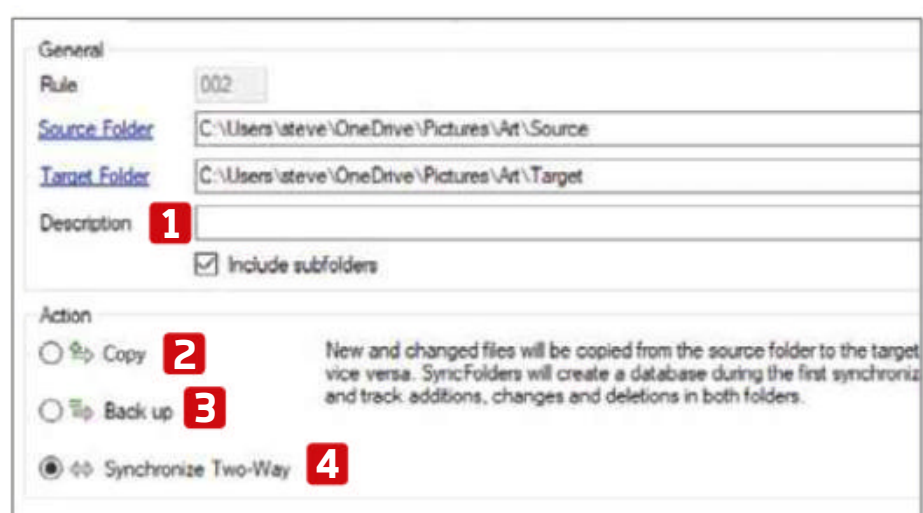 General
Rule 002
Source Folder C:\Users\steve\OneDrive\Pictures\Art\Source
Target Folder C:\Users\steve\OneDrive\Pictures\Art\Target
Description 1
Include subfolders
Action
Copy 2
New and changed files will be copied from the source folder to the target
vice versa. SyncFolders will create a database during the first synchroniz
and track additions, changes and deletions in both folders.
Back up 3
Synchronize Two-Way 4